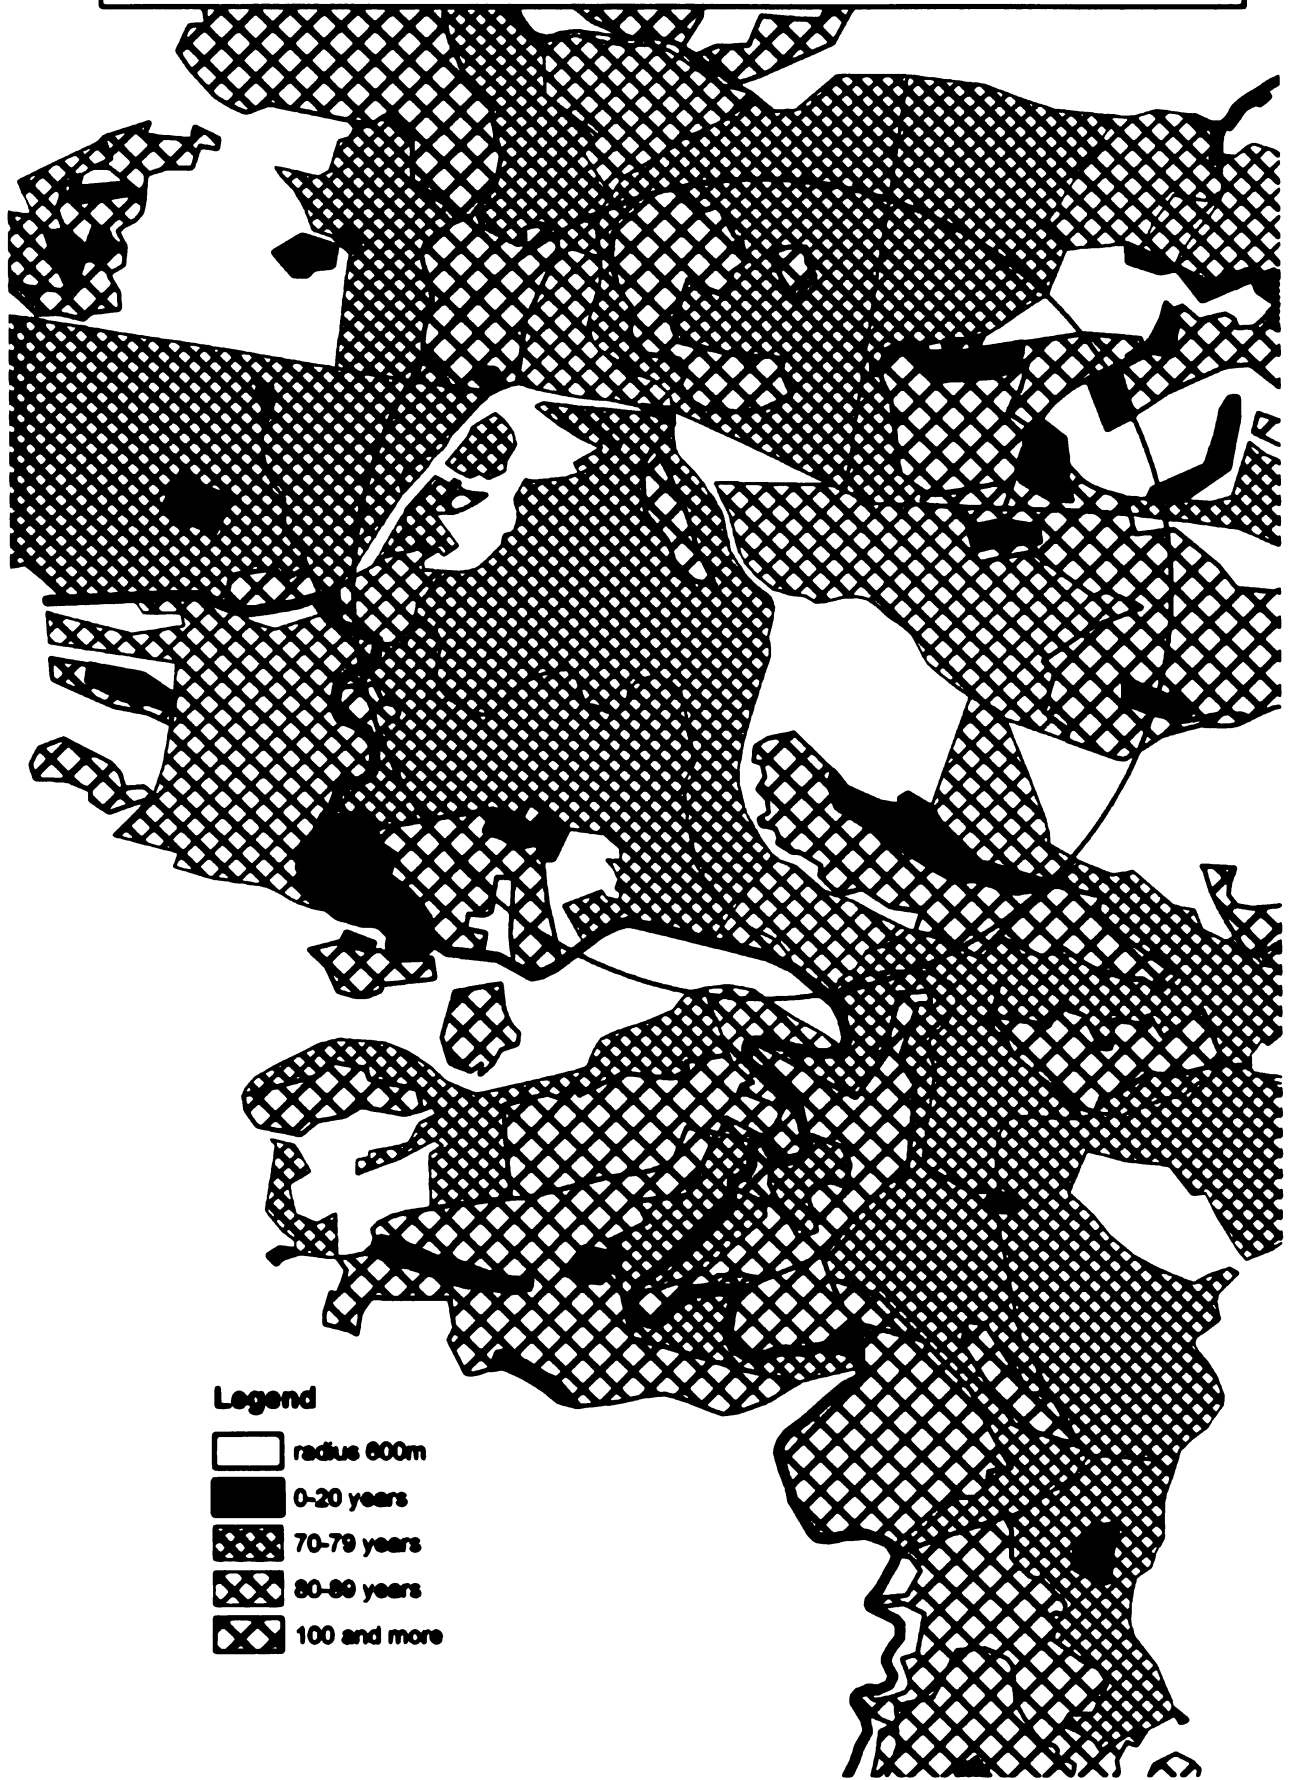 Legend
radius 600m
0-20 years
70-79 years
80-89 years
100 and more